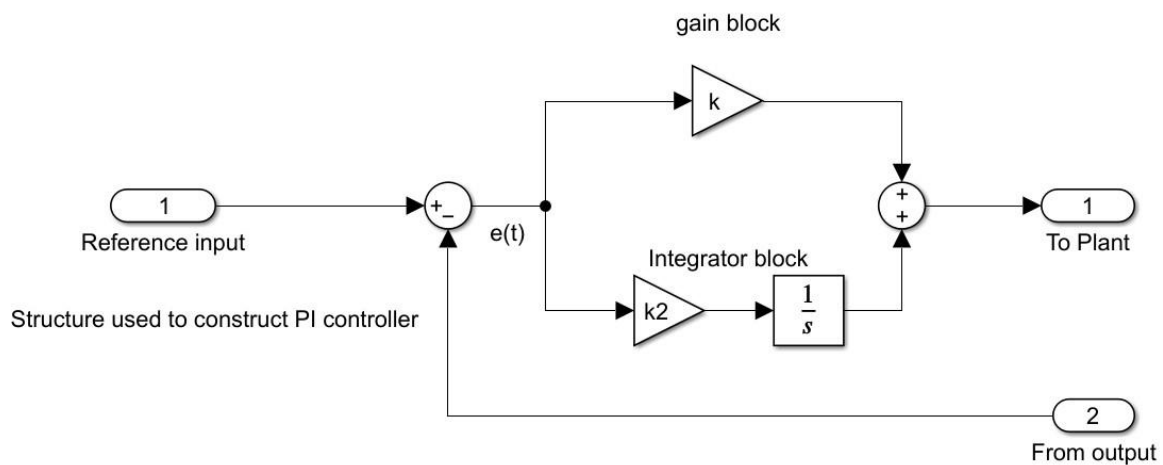 gain block
k
1
Reference input
+
−
e(t)
+
+
1
To Plant
Integrator block
k2
1
s
Structure used to construct PI controller
2
From output